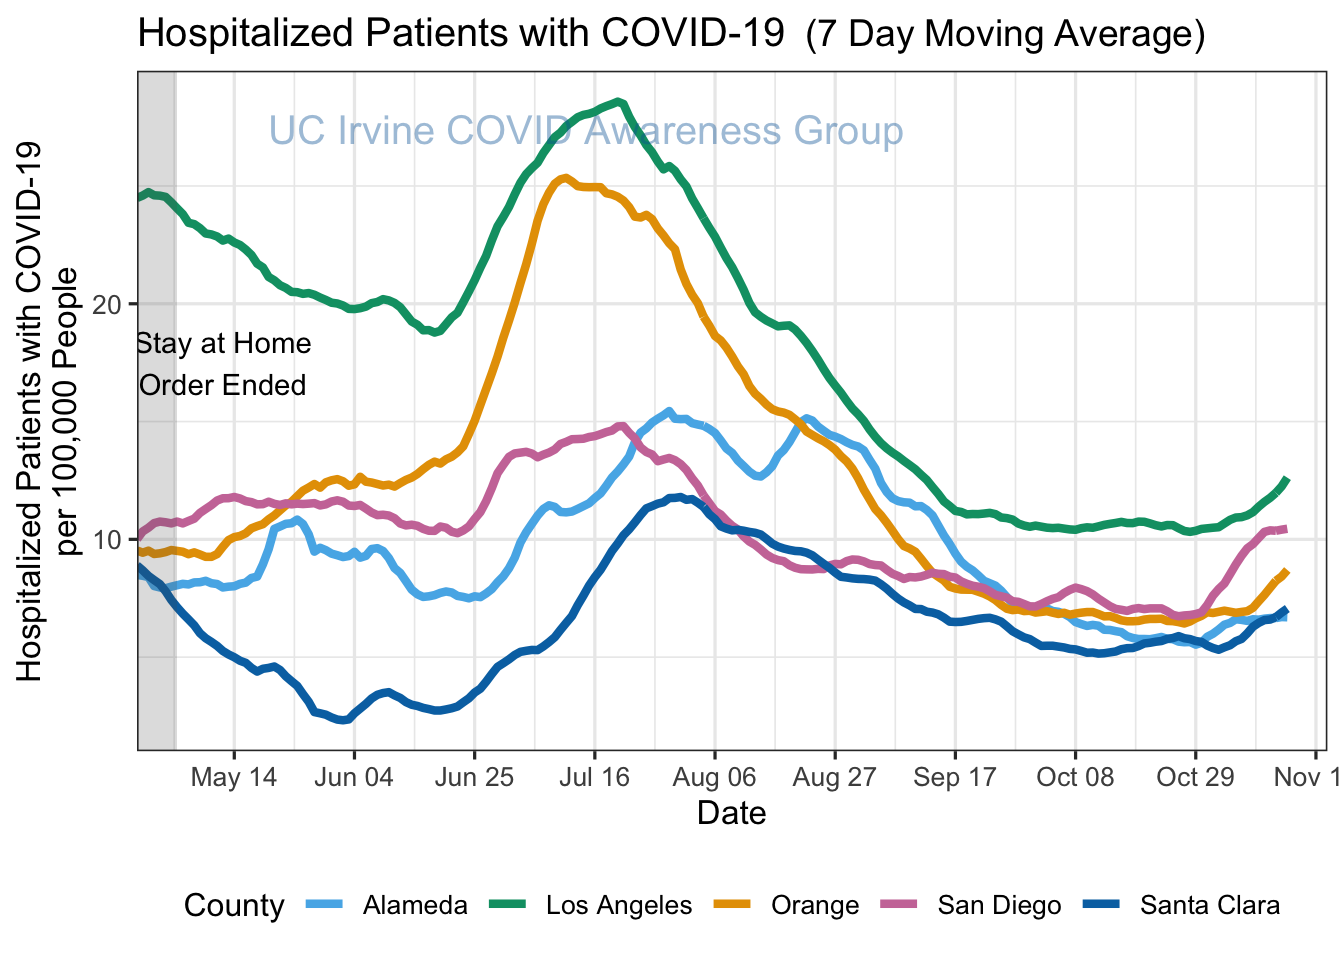 Hospitalized Patients with COVID-19 (7 Day Moving Average)
UC Irvine COVID Awareness Group
Hospitalized Patients with COVID-19
per 100,000 People
20
10
Stay at Home
Order Ended
May 14
Jun 04
Jun 25
Jul 16
Aug 06
Aug 27
Sep 17
Oct 08
Oct 29
Nov 1
Date
County
Alameda
Los Angeles
Orange
San Diego
Santa Clara